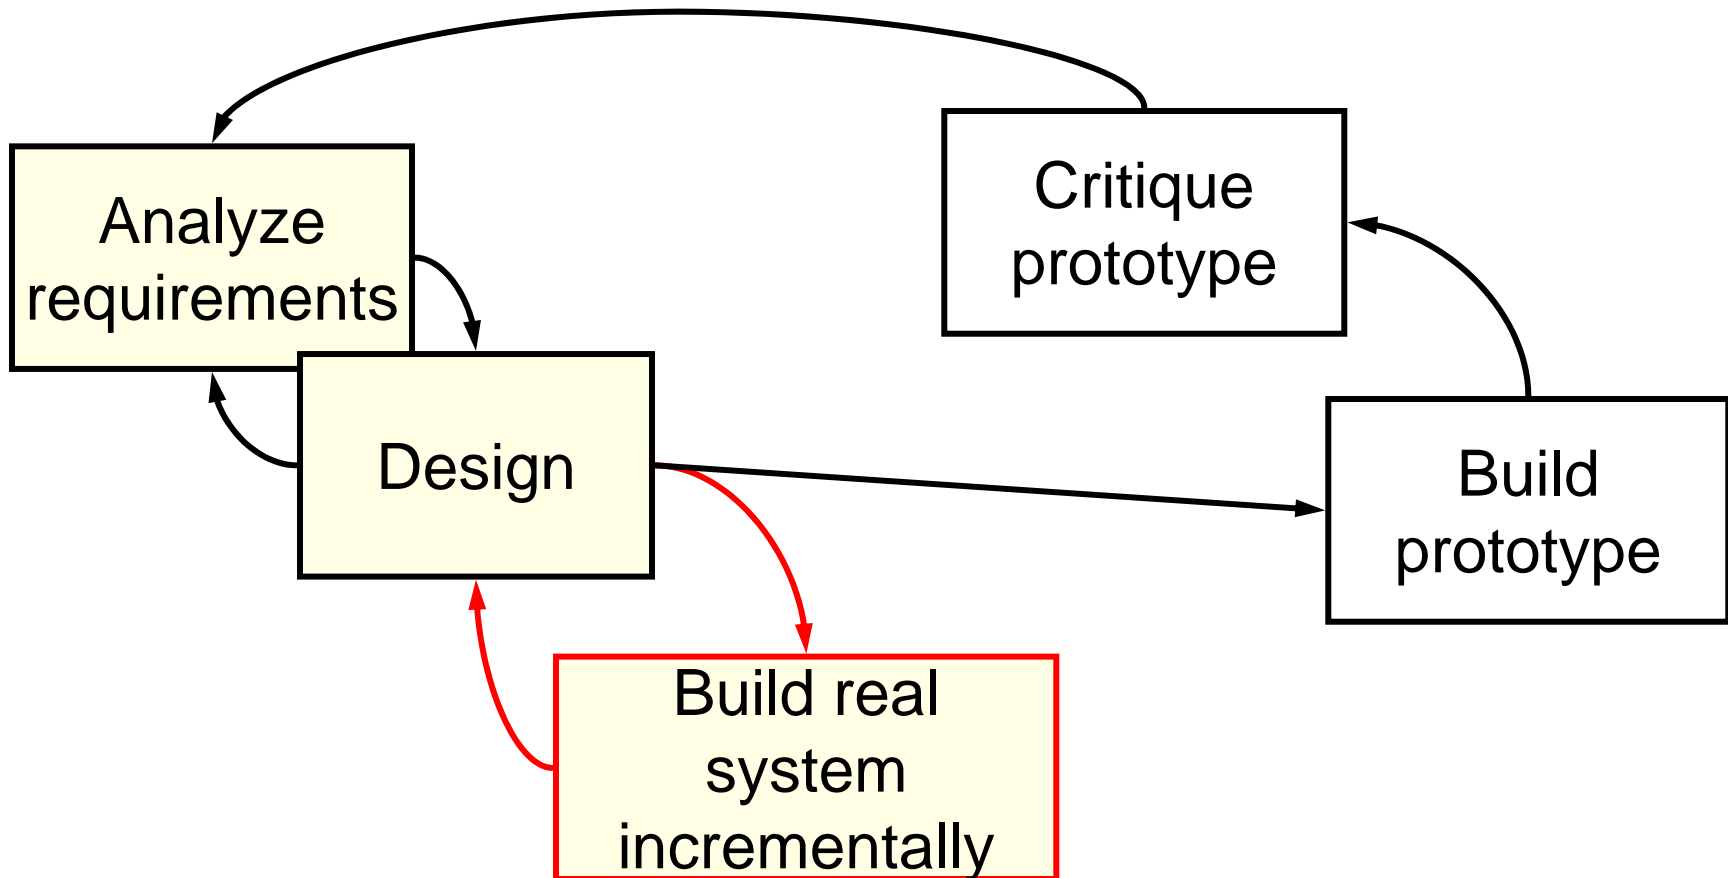 Analyze
requirements
Critique
prototype
Design
Build
prototype
Build real
system
incrementally